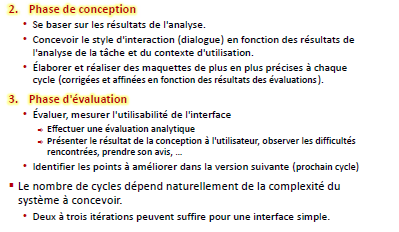 2. Phase de conception
• Se baser sur les résultats de l'analyse.
• Concevoir le style d'interaction (dialogue) en fonction des résultats de
l'analyse de la tâche et du contexte d'utilisation.
• Élaborer et réaliser des maquettes de plus en plus précises à chaque
cycle (corrigées et affinées en fonction des résultats des évaluations).
3. Phase d'évaluation
• Évaluer, mesurer l'utilisabilité de l'interface
➔ Effectuer une évaluation analytique
➔ Présenter le résultat de la conception à l'utilisateur, observer les difficultés
rencontrées, prendre son avis, ...
• Identifier les points à améliorer dans la version suivante (prochain cycle)
▪ Le nombre de cycles dépend naturellement de la complexité du
système à concevoir.
• Deux à trois itérations peuvent suffire pour une interface simple.